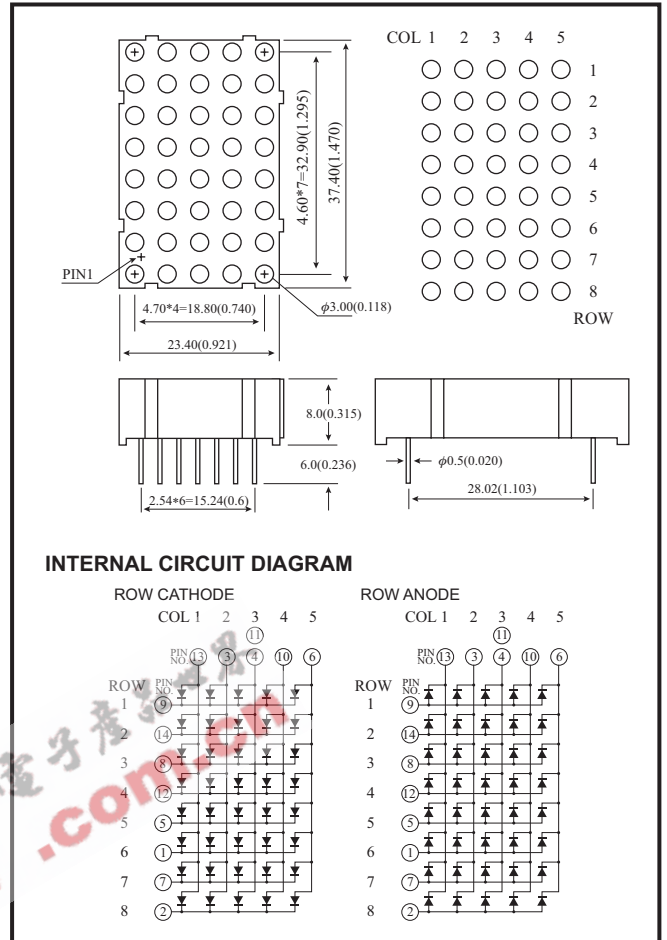 COL 1 2 3 4 5
1
2
3
4
5
6
7
8
ROW
4.60*7=32.90(1.295)
37.40(1.470)
PIN1
4.70*4=18.80(0.740)
φ3.00(0.118)
23.40(0.921)
8.0(0.315)
6.0(0.236)
2.54*6=15.24(0.6)
φ0.5(0.020)
28.02(1.103)
INTERNAL CIRCUIT DIAGRAM
ROW CATHODE
COL 1 2 3 4 5
11
PIN NO. 13 3 4 10 6
ROW PIN NO.
1 9
2 14
3 8
4 12
5 5
6 1
7 7
8 2
ROW ANODE
COL 1 2 3 4 5
11
PIN NO. 13 3 4 10 6
ROW PIN NO.
1 9
2 14
3 8
4 12
5 5
6 1
7 7
8 2
.com.cn